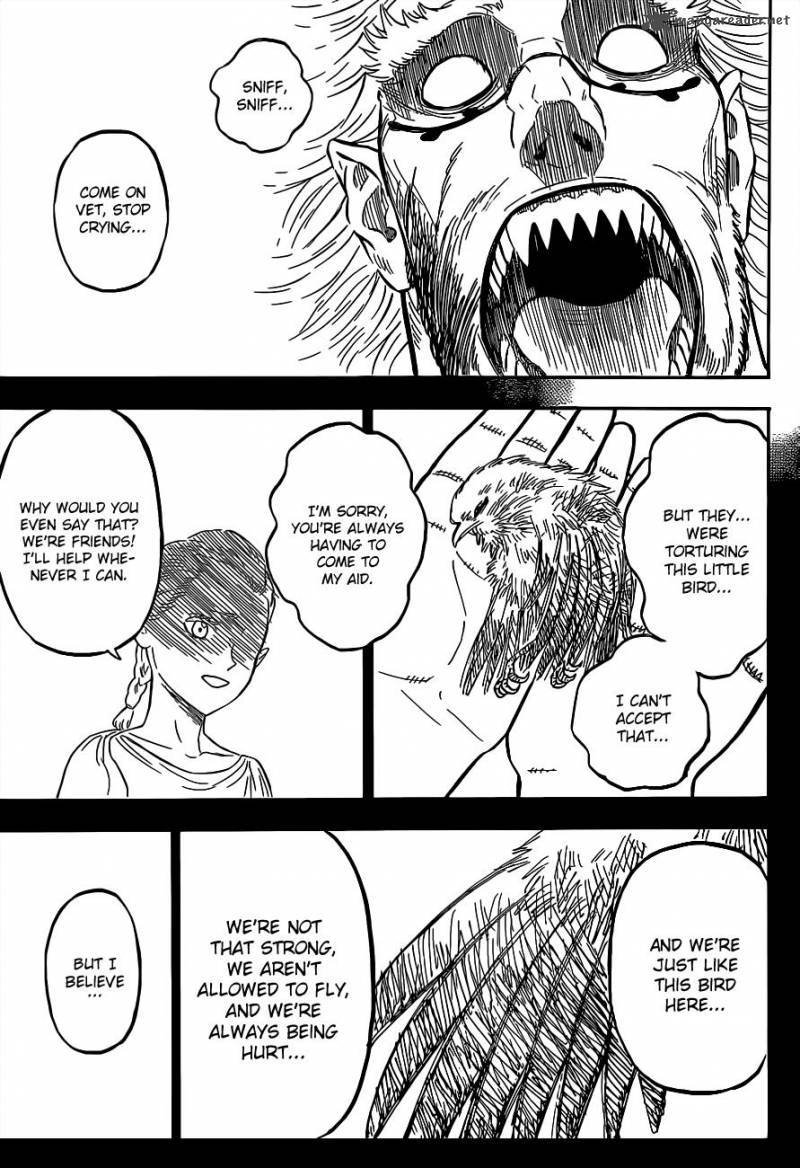 SNIFF,
SNIFF...
COME ON
VET, STOP
CRYING...
BUT THEY...
WERE
TORTURING
THIS LITTLE
BIRD...
I CAN'T
ACCEPT
THAT...
I'M SORRY,
YOU'RE ALWAYS
HAVING TO
COME TO
MY AID.
WHY WOULD YOU
EVEN SAY THAT?
WE'RE FRIENDS!
I'LL HELP WHE-
NEVER I CAN.
AND WE'RE
JUST LIKE
THIS BIRD
HERE...
WE'RE NOT
THAT STRONG,
WE AREN'T
ALLOWED TO FLY,
AND WE'RE
ALWAYS BEING
HURT...
BUT I
BELIEVE
...